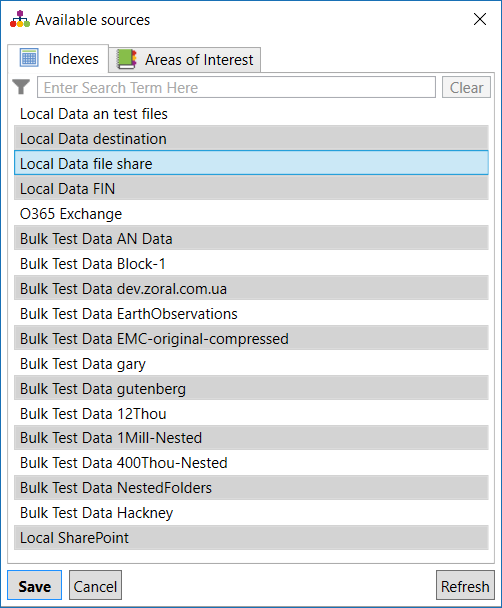 Available sources
Indexes
Areas of Interest
Enter Search Term Here
Clear
Local Data an test files
Local Data destination
Local Data file share
Local Data FIN
O365 Exchange
Bulk Test Data AN Data
Bulk Test Data Block-1
Bulk Test Data dev.zoral.com.ua
Bulk Test Data EarthObservations
Bulk Test Data EMC-original-compressed
Bulk Test Data gary
Bulk Test Data gutenberg
Bulk Test Data 12Thou
Bulk Test Data 1Mill-Nested
Bulk Test Data 400Thou-Nested
Bulk Test Data NestedFolders
Bulk Test Data Hackney
Local SharePoint
Save
Cancel
Refresh